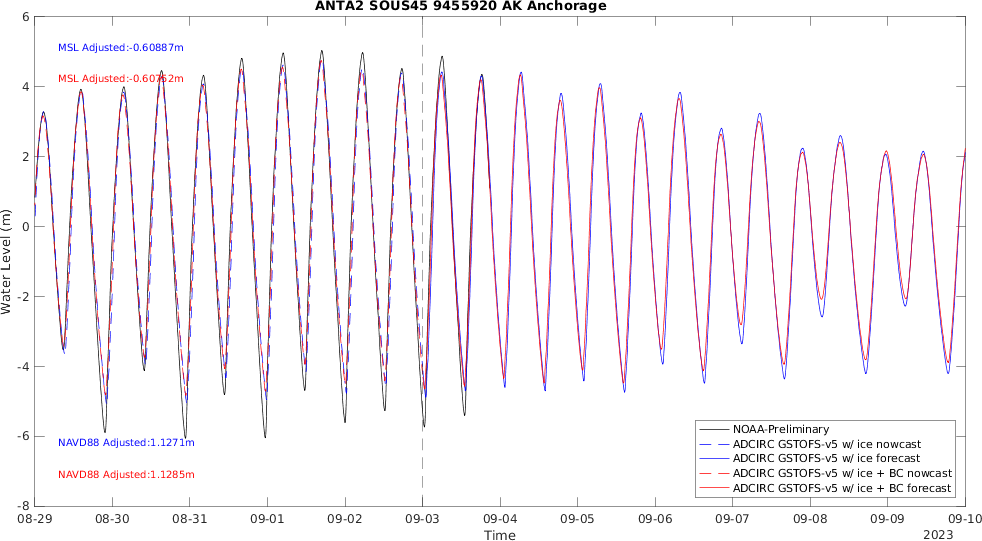 ANTA2 SOUS45 9455920 AK Anchorage
6
MSL Adjusted:-0.60887m
MSL Adjusted:-0.60752m
4
2
0
-2
-4
-6
-8
Water Level (m)
NAVD88 Adjusted:1.1271m
NAVD88 Adjusted:1.1285m
NOAA-Preliminary
ADCIRC GSTOFS-v5 w/ ice nowcast
ADCIRC GSTOFS-v5 w/ ice forecast
ADCIRC GSTOFS-v5 w/ ice + BC nowcast
ADCIRC GSTOFS-v5 w/ ice + BC forecast
08-29 08-30 08-31 09-01 09-02 09-03 09-04 09-05 09-06 09-07 09-08 09-09 09-10
Time
2023